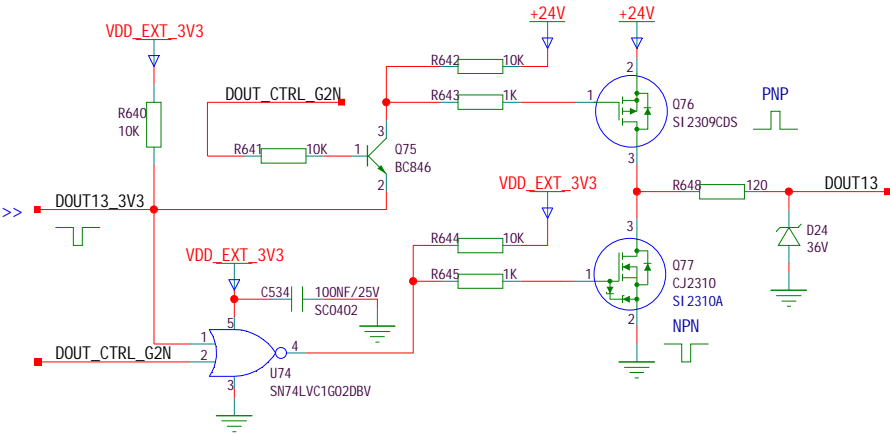 +24V
+24V
VDD_EXT_3V3
R642
10K
2
DOUT_CTRL_G2N
R643
1K
1
Q76
SI2309CDS
PNP
R640
10K
3
Q75
BC846
R641
10K
1
3
2
VDD_EXT_3V3
R648
120
DOUT13
>>
DOUT13_3V3
3
D24
36V
R644
10K
VDD_EXT_3V3
Q77
CJ2310
SI2310A
R645
1K
1
C534
100NF/25V
SC0402
2
NPN
5
1
4
DOUT_CTRL_G2N
2
U74
SN74LVC1G02DBV
3